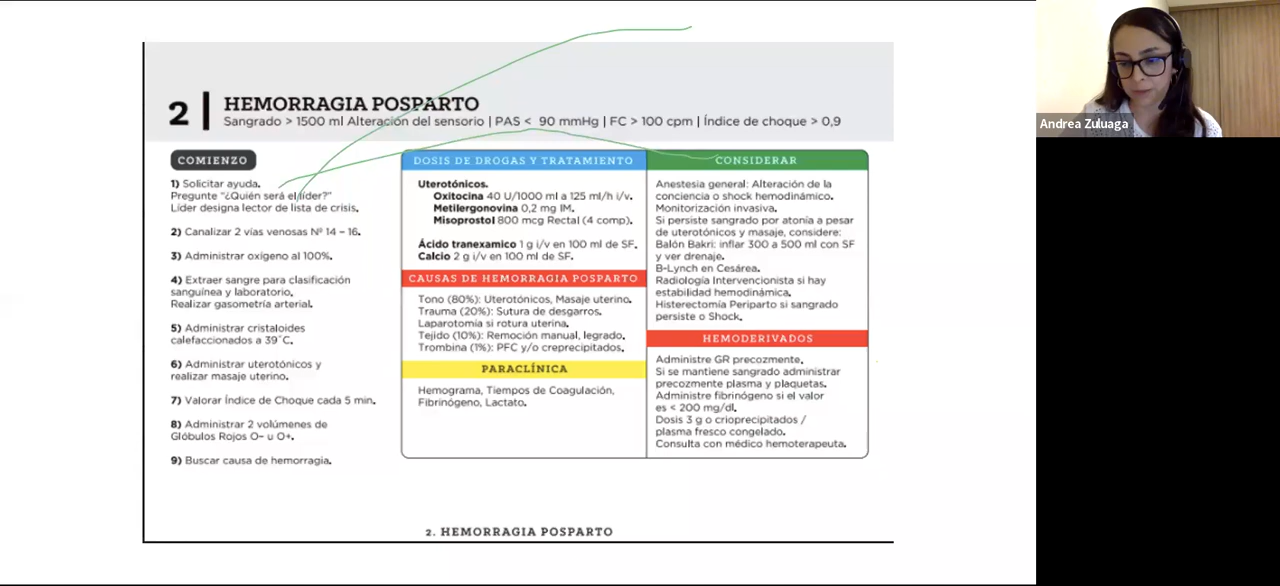 2
HEMORRAGIA POSPARTO
Sangrado > 1500 ml Alteración del sensorio | PAS < 90 mmHg | FC > 100 cpm | Índice de choque > 0,9
COMIENZO
1) Solicitar ayuda.
Pregunte "¿Quién será el líder?"
Líder designa lector de lista de crisis.
2) Canalizar 2 vías venosas Nº 14 – 16.
3) Administrar oxígeno al 100%.
4) Extraer sangre para clasificación
sanguínea y laboratorio.
Realizar gasometría arterial.
5) Administrar cristaloides
calefaccionados a 39˚C.
6) Administrar uterotónicos y
realizar masaje uterino.
7) Valorar Índice de Choque cada 5 min.
8) Administrar 2 volúmenes de
Glóbulos Rojos O– u O+.
9) Buscar causa de hemorragia.
DOSIS DE DROGAS Y TRATAMIENTO
Uterotónicos.
Oxitocina 40 U/1000 ml a 125 ml/h i/v.
Metilergonovina 0,2 mg IM.
Misoprostol 800 mcg Rectal (4 comp).
Ácido tranexamico 1 g i/v en 100 ml de SF.
Calcio 2 g i/v en 100 ml de SF.
CAUSAS DE HEMORRAGIA POSPARTO
Tono (80%): Uterotónicos, Masaje uterino.
Trauma (20%): Sutura de desgarros.
Laparotomía si rotura uterina.
Tejido (10%): Remoción manual, legrado.
Trombina (1%): PFC y/o creprecipitados.
PARACLÍNICA
Hemograma, Tiempos de Coagulación,
Fibrinógeno, Lactato.
CONSIDERAR
Anestesia general: Alteración de la
conciencia o shock hemodinámico.
Monitorización invasiva.
Si persiste sangrado por atonía a pesar
de uterotónicos y masaje, considere:
Balón Bakri: inflar 300 a 500 ml con SF
y ver drenaje.
B-Lynch en Cesárea.
Radiología Intervencionista si hay
estabilidad hemodinámica.
Histerectomía Periparto si sangrado
persiste o Shock.
HEMODERIVADOS
Administre GR precozmente.
Si se mantiene sangrado administrar
precozmente plasma y plaquetas.
Administre fibrinógeno si el valor
es < 200 mg/dl.
Dosis 3 g o crioprecipitados /
plasma fresco congelado.
Consulta con médico hemoterapeuta.
2. HEMORRAGIA POSPARTO
Andrea Zuluaga